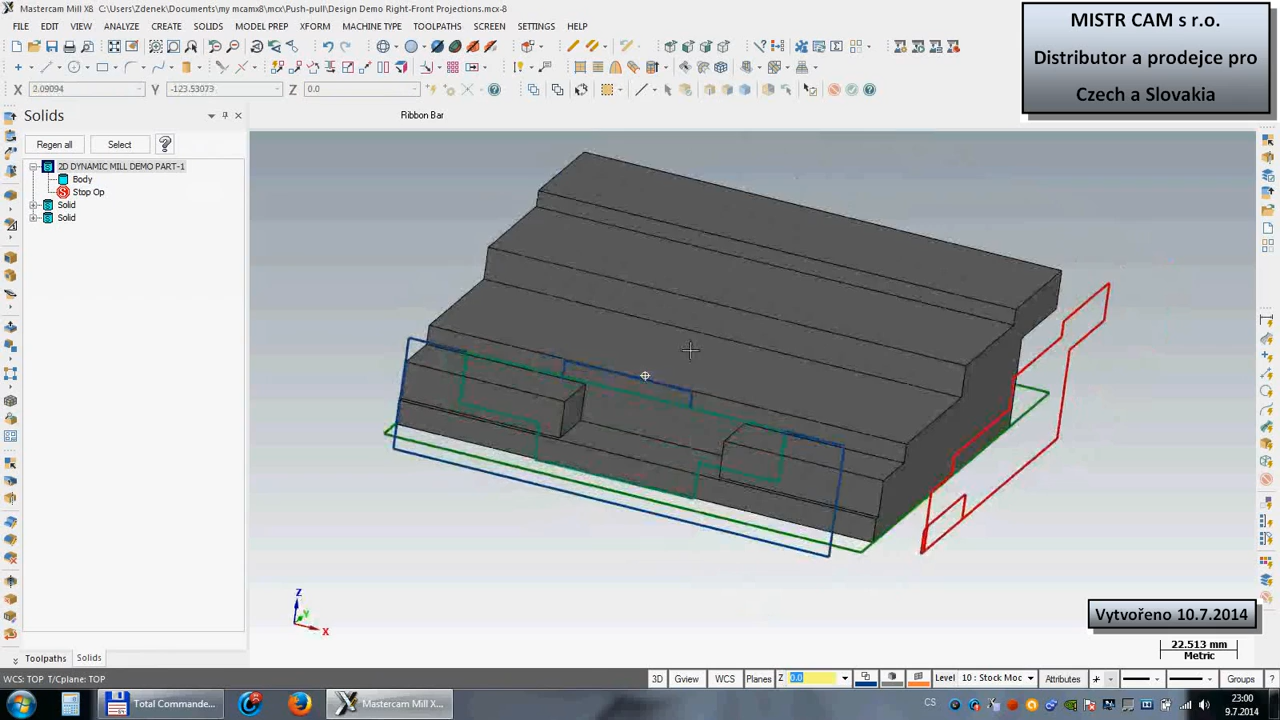 Mastercam Mill X8 C:\Users\Zdenek\Documents\my mcamx8\mcx\Push-pull\Design Demo Right-Front Projections.mcx-8
MISTR CAM s r.o.
Distributor a prodejce pro
Czech a Slovakia
FILE EDIT VIEW ANALYZE CREATE SOLIDS MODEL PREP XFORM MACHINE TYPE TOOLPATHS SCREEN SETTINGS HELP
X 2.09094 Y -123.53073 Z 0.0
Solids
Ribbon Bar
Regen all Select
2D DYNAMIC MILL DEMO PART-1
Body
Stop Op
Solid
Solid
Z
Y
X
Vytvořeno 10.7.2014
22.513 mm
Metric
Toolpaths Solids
WCS: TOP T/Cplane: TOP 3D Gview WCS Planes Z 0.0 Level 10 : Stock Moc Attributes Groups ?
Total Commande... Mastercam Mill X... CS 23:00
9.7.2014